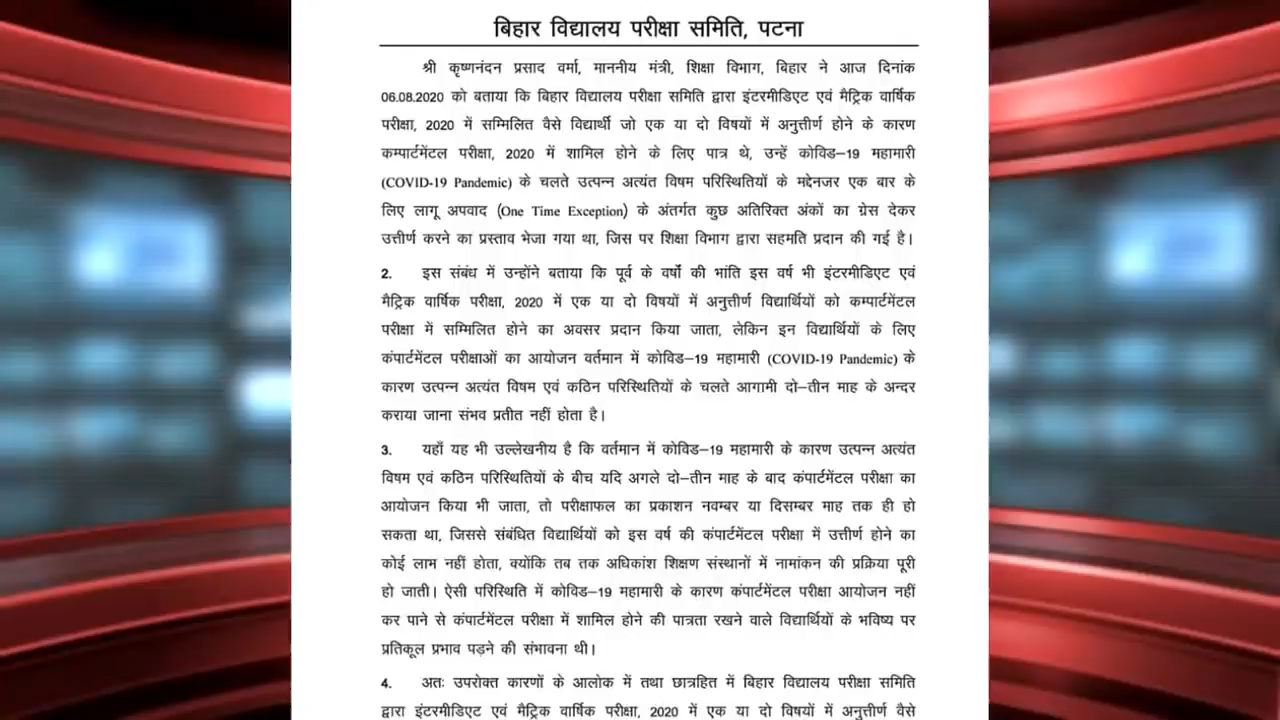 बिहार विद्यालय परीक्षा समिति, पटना
श्री कृष्णनंदन प्रसाद वर्मा, माननीय मंत्री, शिक्षा विभाग, बिहार ने आज दिनांक
06.08.2020 को बताया कि बिहार विद्यालय परीक्षा समिति द्वारा इंटरमीडिएट एवं मैट्रिक वार्षिक
परीक्षा, 2020 में सम्मिलित वैसे विद्यार्थी जो एक या दो विषयों में अनुत्तीर्ण होने के कारण
कम्पार्टमेंटल परीक्षा, 2020 में शामिल होने के लिए पात्र थे, उन्हें कोविड–19 महामारी
(COVID-19 Pandemic) के चलते उत्पन्न अत्यंत विषम परिस्थितियों के मद्देनजर एक बार के
लिए लागू अपवाद (One Time Exception) के अंतर्गत कुछ अतिरिक्त अंकों का ग्रेस देकर
उत्तीर्ण करने का प्रस्ताव भेजा गया था, जिस पर शिक्षा विभाग द्वारा सहमति प्रदान की गई है।
2. इस संबंध में उन्होंने बताया कि पूर्व के वर्षों की भांति इस वर्ष भी इंटरमीडिएट एवं
मैट्रिक वार्षिक परीक्षा, 2020 में एक या दो विषयों में अनुत्तीर्ण विद्यार्थियों को कम्पार्टमेंटल
परीक्षा में सम्मिलित होने का अवसर प्रदान किया जाता, लेकिन इन विद्यार्थियों के लिए
कंपार्टमेंटल परीक्षाओं का आयोजन वर्तमान में कोविड–19 महामारी (COVID-19 Pandemic) के
कारण उत्पन्न अत्यंत विषम एवं कठिन परिस्थितियों के चलते आगामी दो–तीन माह के अन्दर
कराया जाना संभव प्रतीत नहीं होता है।
3. यहाँ यह भी उल्लेखनीय है कि वर्तमान में कोविड–19 महामारी के कारण उत्पन्न अत्यंत
विषम एवं कठिन परिस्थितियों के बीच यदि अगले दो–तीन माह के बाद कंपार्टमेंटल परीक्षा का
आयोजन किया भी जाता, तो परीक्षाफल का प्रकाशन नवम्बर या दिसम्बर माह तक ही हो
सकता था, जिससे संबंधित विद्यार्थियों को इस वर्ष की कंपार्टमेंटल परीक्षा में उत्तीर्ण होने का
कोई लाभ नहीं होता, क्योंकि तब तक अधिकांश शिक्षण संस्थानों में नामांकन की प्रक्रिया पूरी
हो जाती। ऐसी परिस्थिति में कोविड–19 महामारी के कारण कंपार्टमेंटल परीक्षा आयोजन नहीं
कर पाने से कंपार्टमेंटल परीक्षा में शामिल होने की पात्रता रखने वाले विद्यार्थियों के भविष्य पर
प्रतिकूल प्रभाव पड़ने की संभावना थी।
4. अतः उपरोक्त कारणों के आलोक में तथा छात्रहित में बिहार विद्यालय परीक्षा समिति
द्वारा इंटरमीडिएट एवं मैट्रिक वार्षिक परीक्षा, 2020 में एक या दो विषयों में अनुत्तीर्ण वैसे